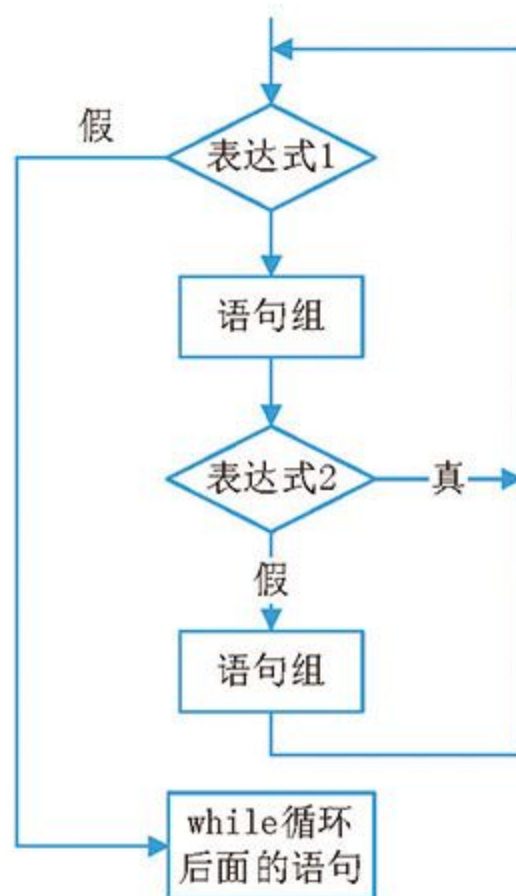 假
表达式1
语句组
表达式2
真
假
语句组
while循环
后面的语句